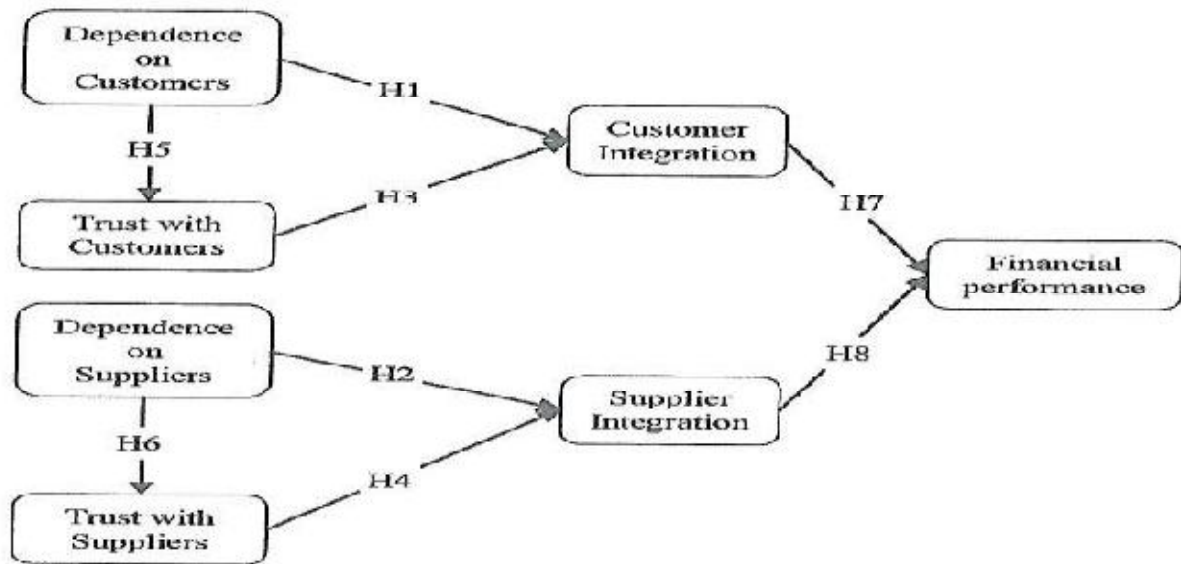 Dependence
on
Customers
H1
Customer
Integration
H5
H3
Trust with
Customers
H7
Financial
performance
Dependence
on
Suppliers
H2
H8
Supplier
Integration
H6
H4
Trust with
Suppliers